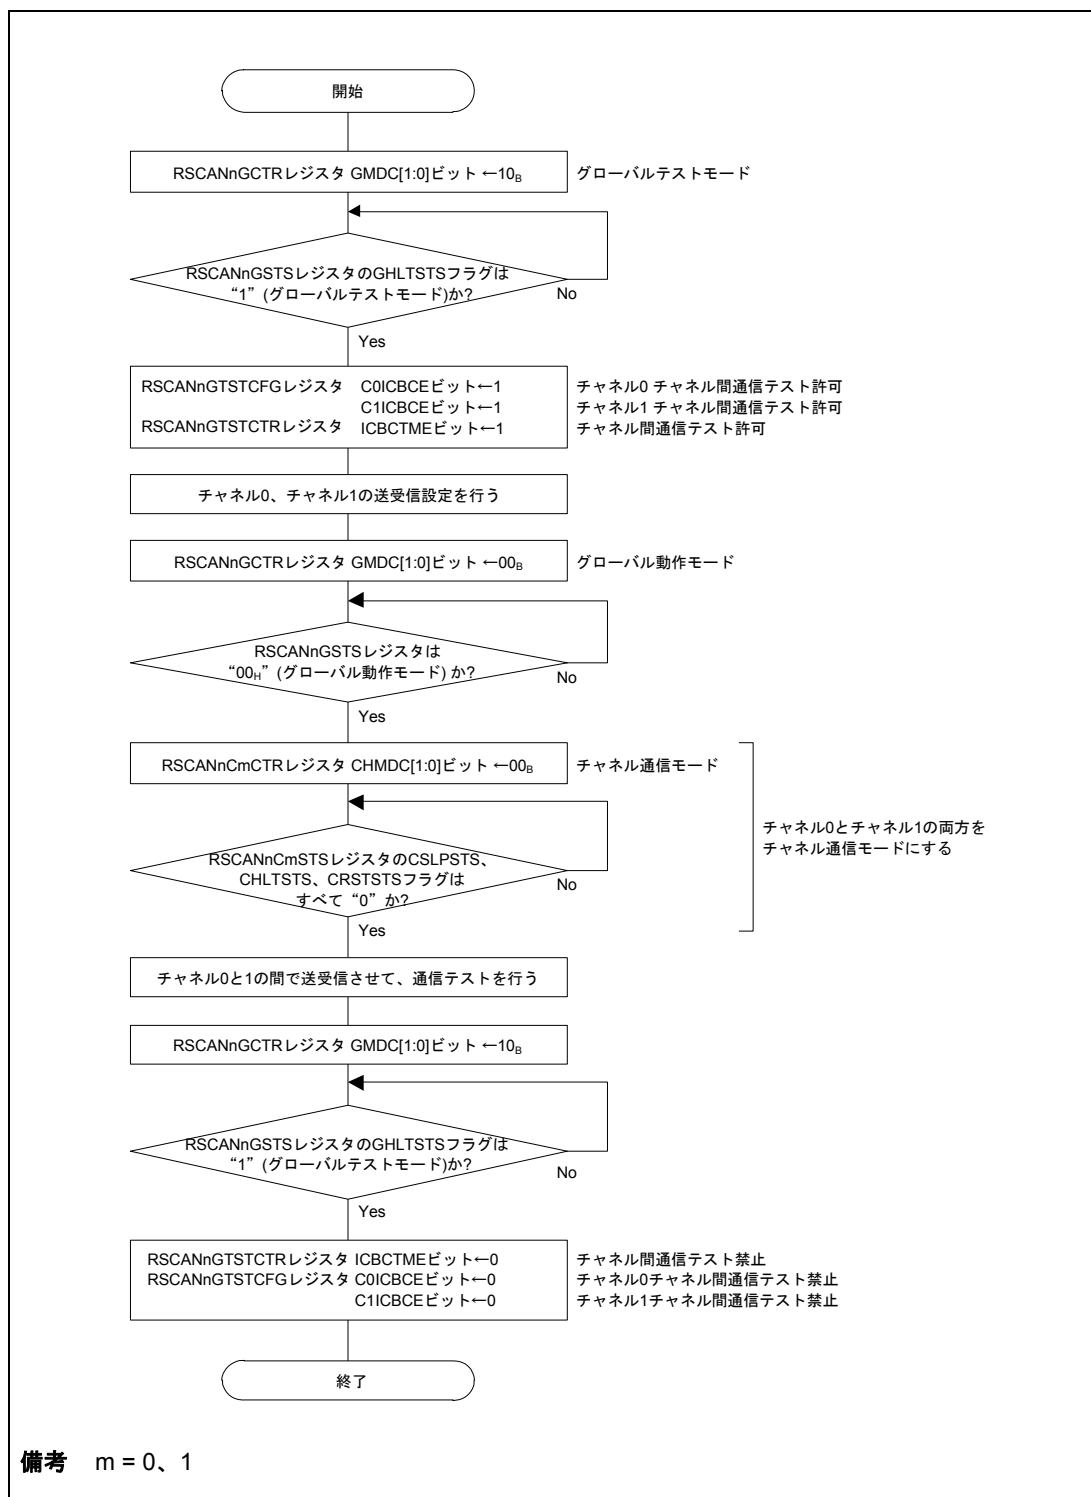 開始
RSCANnGCTRレジスタ GMDC[1:0]ビット ←10B グローバルテストモード
RSCANnGSTSレジスタのGHLTSTSフラグは
“1” (グローバルテストモード)か?
No
Yes
RSCANnGTSTCFGレジスタ C0ICBCEビット←1 チャネル0 チャネル間通信テスト許可
C1ICBCEビット←1 チャネル1 チャネル間通信テスト許可
RSCANnGTSTCTRレジスタ ICBCTMEビット←1 チャネル間通信テスト許可
チャネル0、チャネル1の送受信設定を行う
RSCANnGCTRレジスタ GMDC[1:0]ビット ←00B グローバル動作モード
RSCANnGSTSレジスタは
“00H” (グローバル動作モード) か?
No
Yes
RSCANnCmCTRレジスタ CHMDC[1:0]ビット ←00B チャネル通信モード
チャネル0とチャネル1の両方を
チャネル通信モードにする
RSCANnCmSTSレジスタのCSLPSTS、
CHLTSTS、CRSTSTSフラグは
すべて “0” か?
No
Yes
チャネル0と1の間で送受信させて、通信テストを行う
RSCANnGCTRレジスタ GMDC[1:0]ビット ←10B
RSCANnGSTSレジスタのGHLTSTSフラグは
“1” (グローバルテストモード)か?
No
Yes
RSCANnGTSTCTRレジスタ ICBCTMEビット←0 チャネル間通信テスト禁止
RSCANnGTSTCFGレジスタ C0ICBCEビット←0 チャネル0チャネル間通信テスト禁止
C1ICBCEビット←0 チャネル1チャネル間通信テスト禁止
終了
備考 m = 0、1